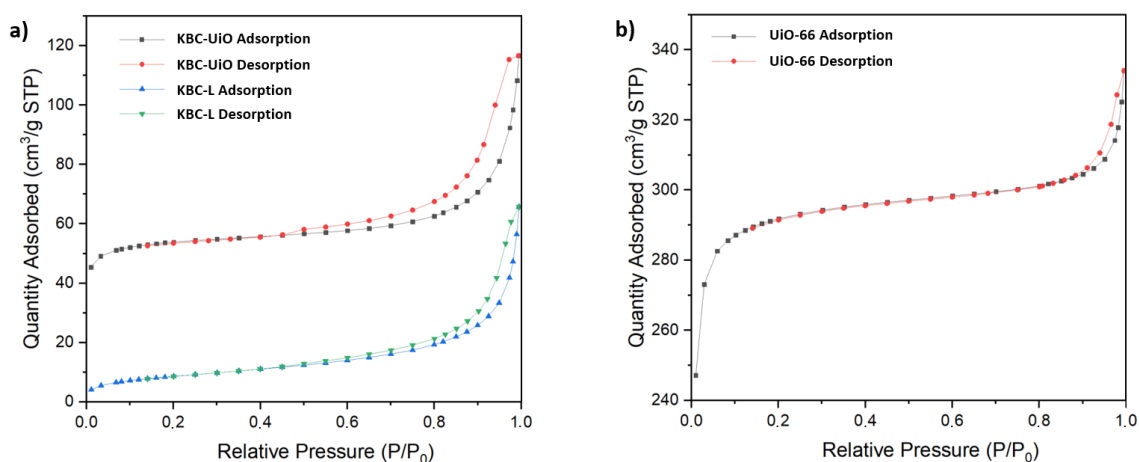 a)
KBC-UiO Adsorption
KBC-UiO Desorption
KBC-L Adsorption
KBC-L Desorption
Quantity Adsorbed (cm³/g STP)
120
100
80
60
40
20
0
0.0 0.2 0.4 0.6 0.8 1.0
Relative Pressure (P/P₀)
b)
UiO-66 Adsorption
UiO-66 Desorption
Quantity Adsorbed (cm³/g STP)
340
320
300
280
260
240
0.0 0.2 0.4 0.6 0.8 1.0
Relative Pressure (P/P₀)